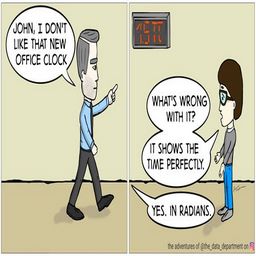 JOHN, I DON'T
LIKE THAT NEW
OFFICE CLOCK
WHAT'S WRONG
WITH IT?
IT SHOWS THE
TIME PERFECTLY.
YES. IN RADIANS.
the adventures of @the_data_department on